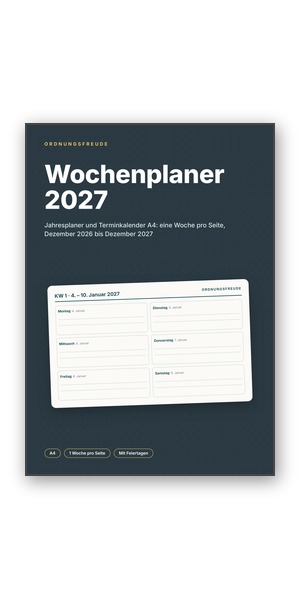 ORDNUNGSFREUDE
Wochenplaner
2027
Jahresplaner und Terminkalender A4: eine Woche pro Seite,
Dezember 2026 bis Dezember 2027
KW 1 · 4. – 10. Januar 2027
ORDNUNGSFREUDE
Montag 4. Januar
Dienstag 5. Januar
Mittwoch 6. Januar
Donnerstag 7. Januar
Freitag 8. Januar
Samstag 9. Januar
A4
1 Woche pro Seite
Mit Feiertagen